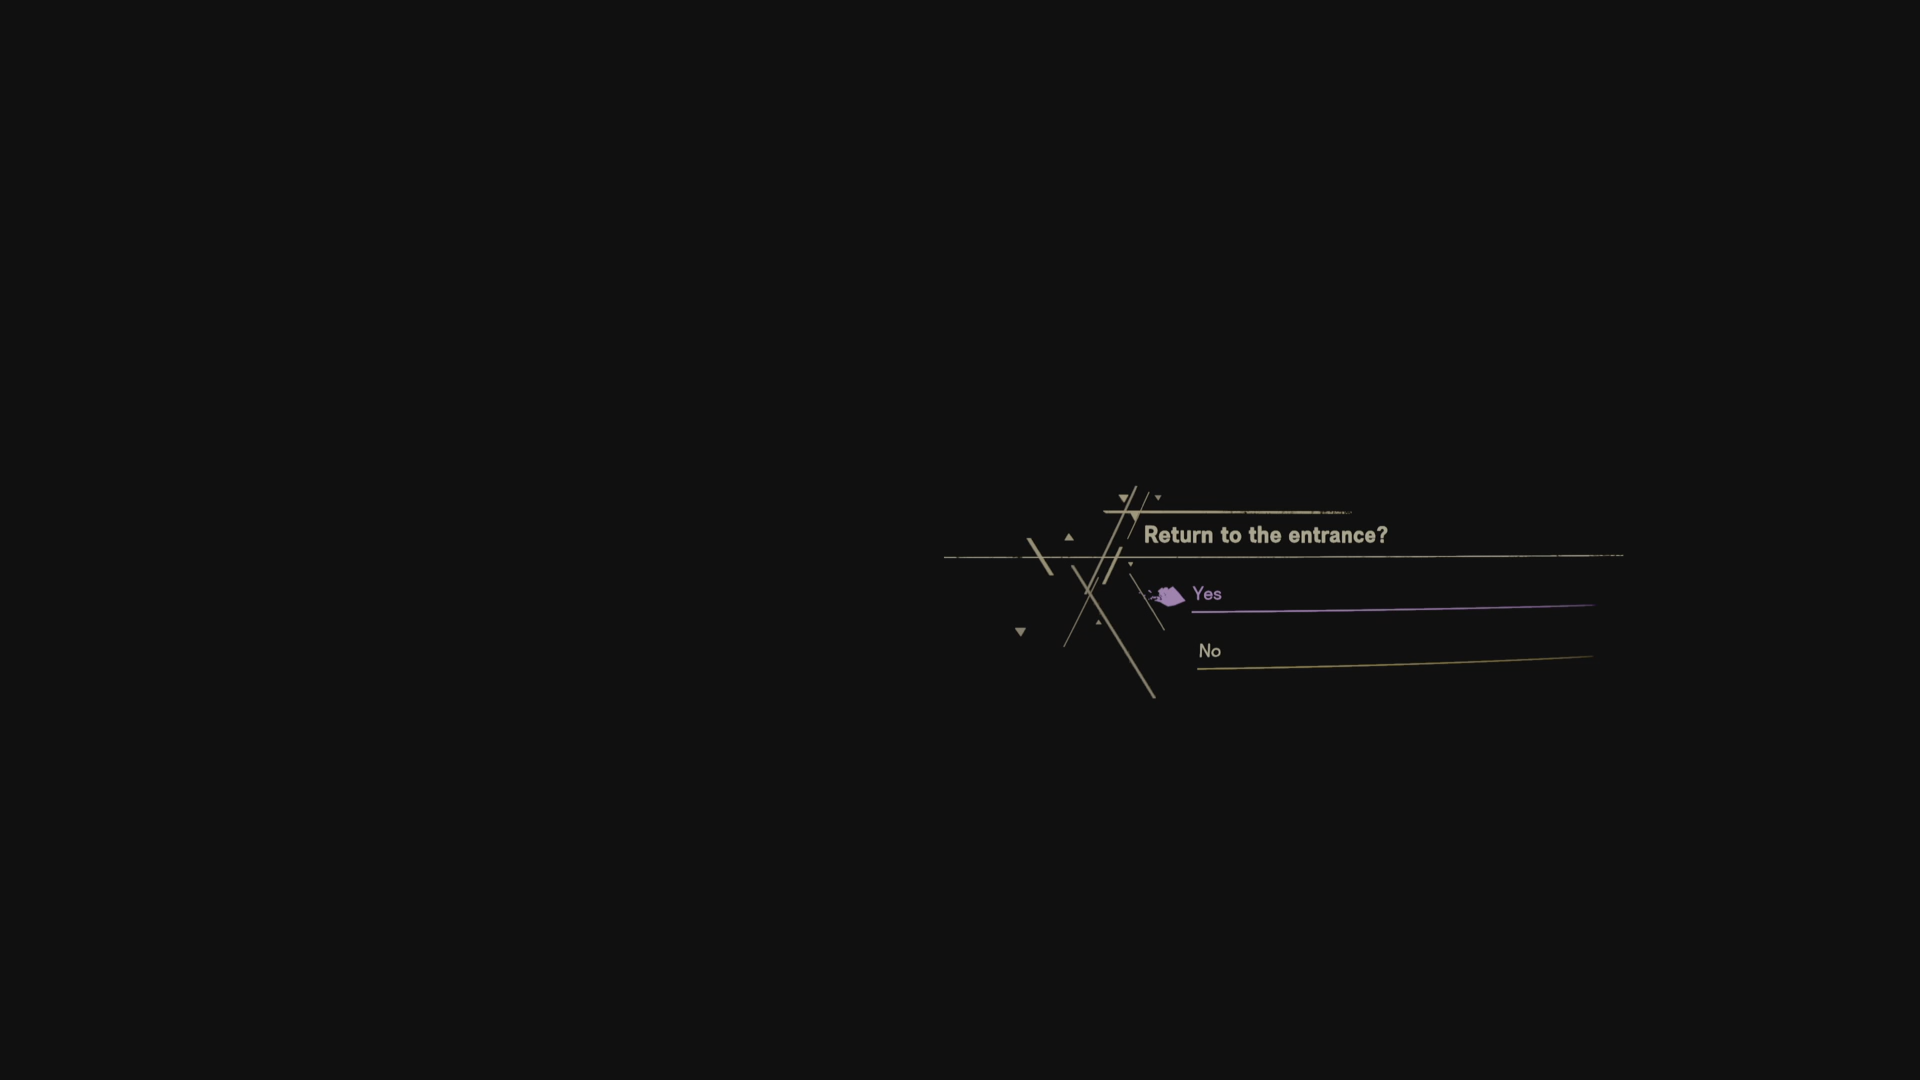 Return to the entrance?
Yes
No